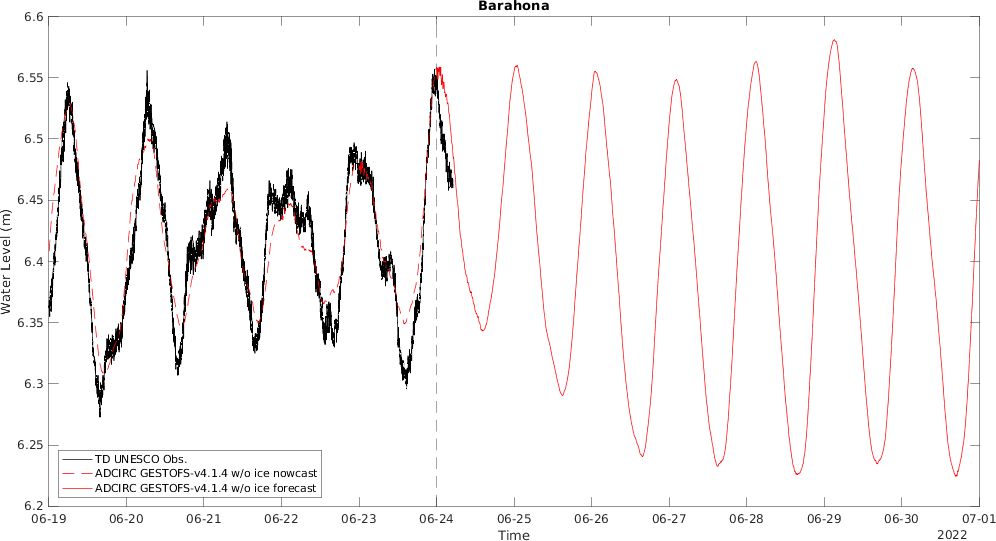 Barahona
6.6
6.55
6.5
6.45
6.4
6.35
6.3
6.25
6.2
Water Level (m)
TD UNESCO Obs.
ADCIRC GESTOFS-v4.1.4 w/o ice nowcast
ADCIRC GESTOFS-v4.1.4 w/o ice forecast
06-19 06-20 06-21 06-22 06-23 06-24 06-25 06-26 06-27 06-28 06-29 06-30 07-01
Time
2022